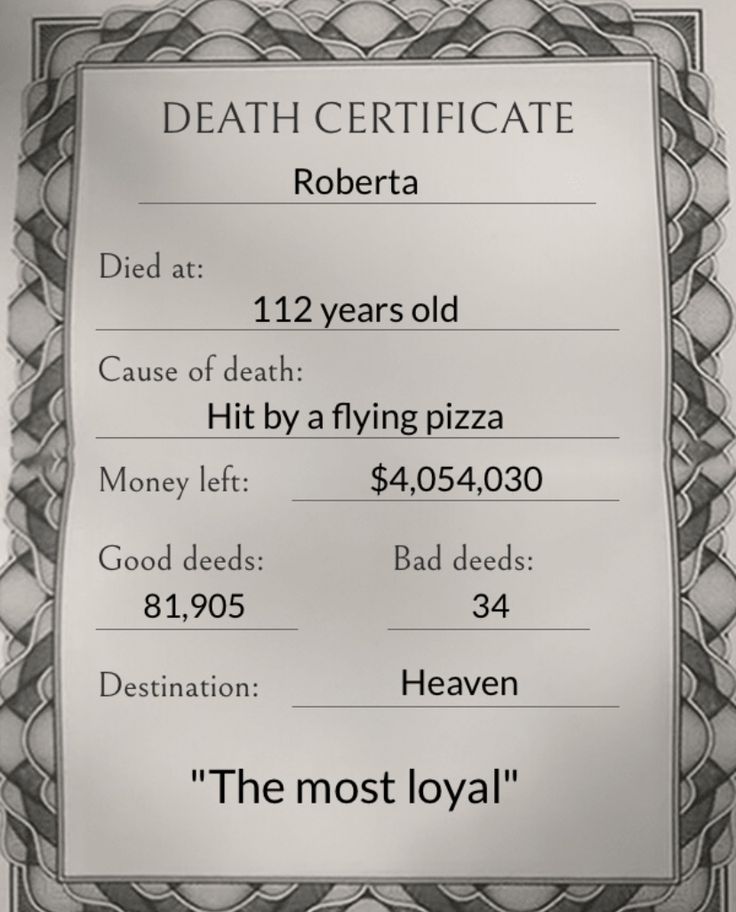 DEATH CERTIFICATE
Roberta
Died at:
112 years old
Cause of death:
Hit by a flying pizza
Money left: $4,054,030
Good deeds: Bad deeds:
81,905 34
Destination: Heaven
"The most loyal"